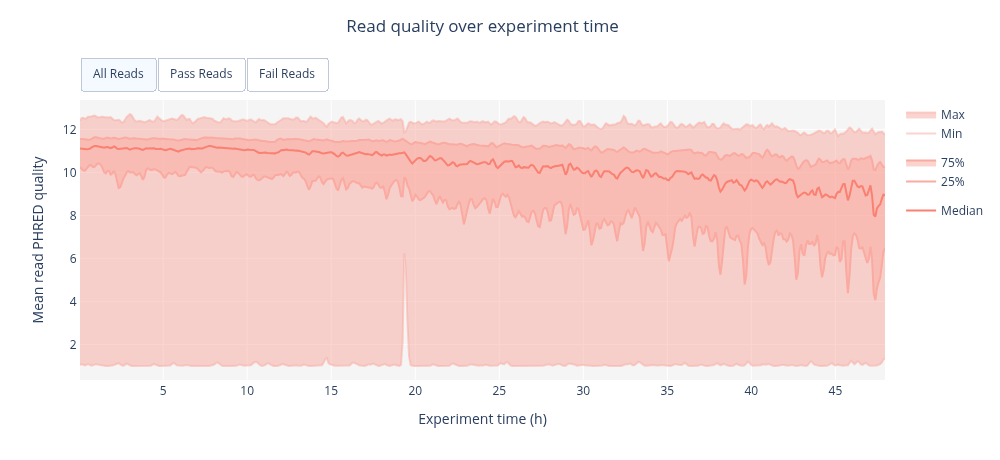 Read quality over experiment time
All Reads
Pass Reads
Fail Reads
12
10
8
6
4
2
Mean read PHRED quality
5
10
15
20
25
30
35
40
45
Experiment time (h)
Max
Min
75%
25%
Median